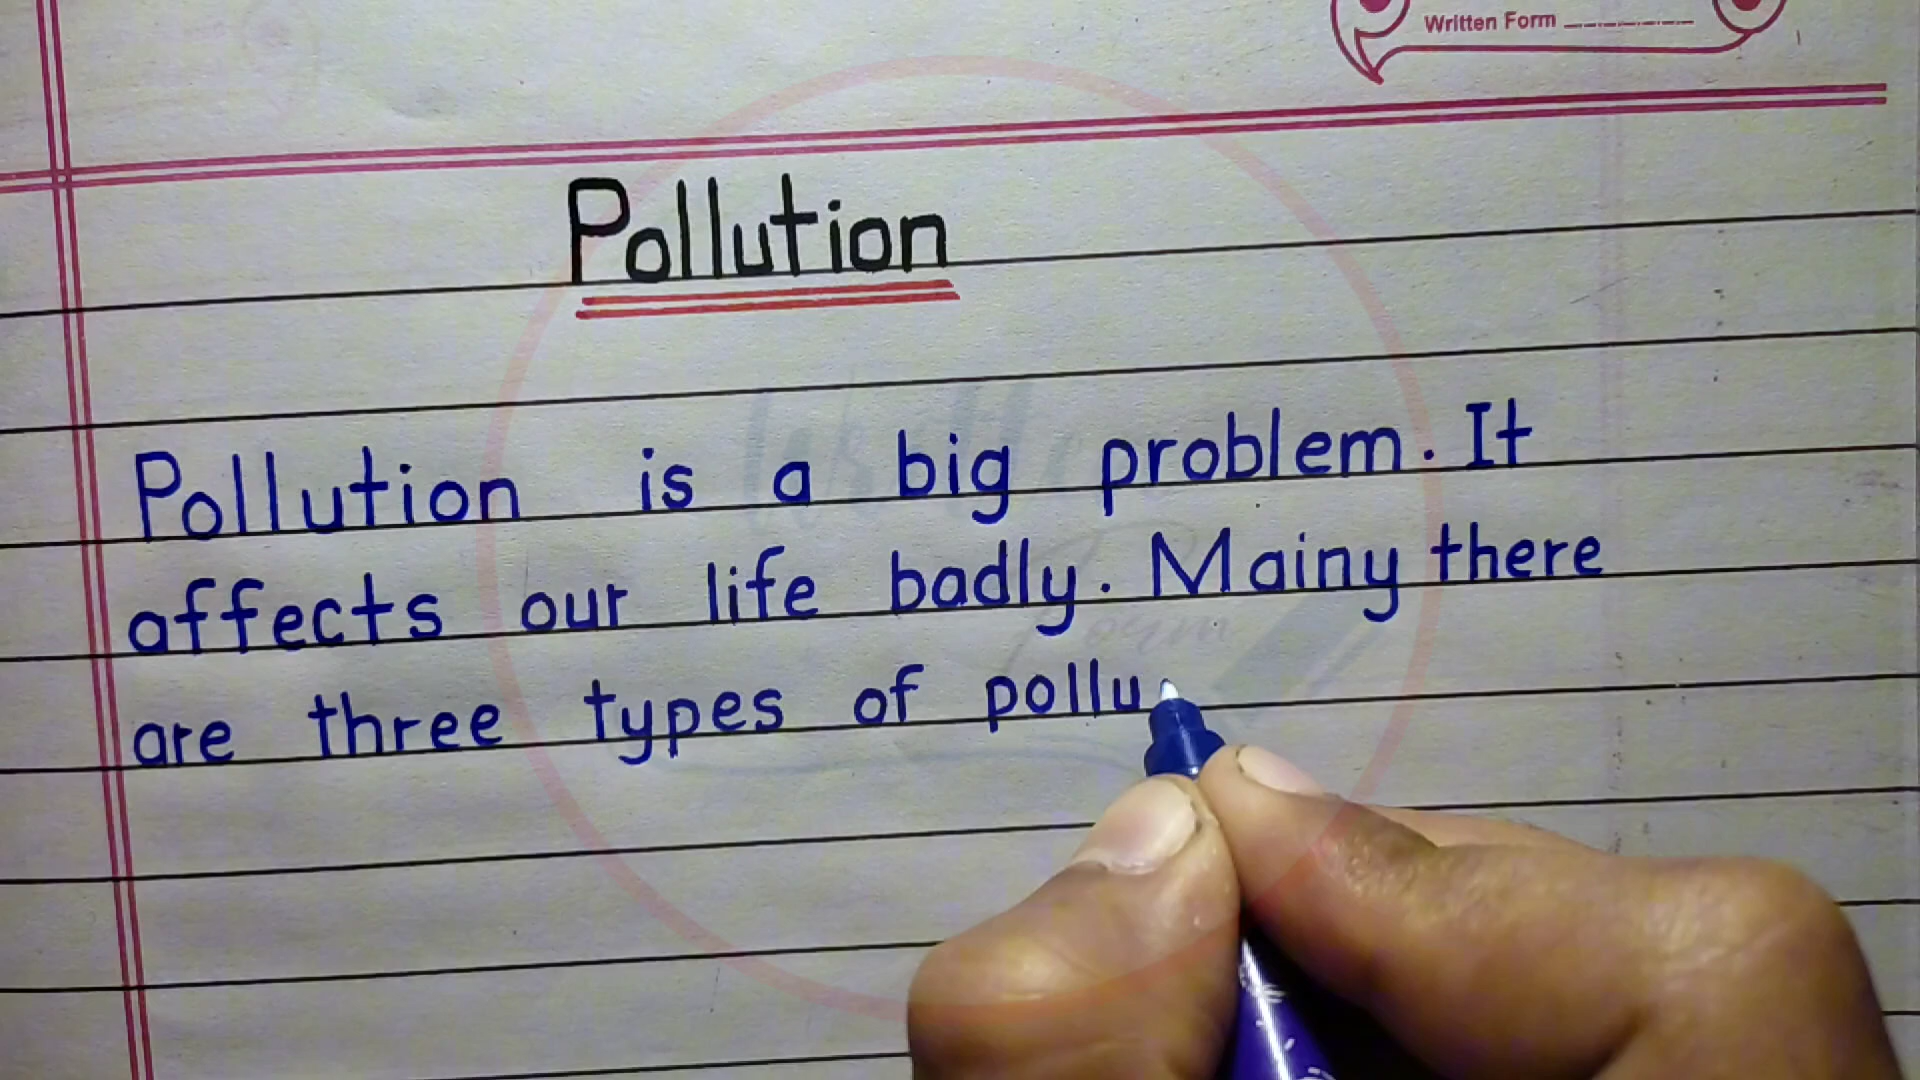 Written Form
Pollution
Pollution is a big problem. It
affects our life badly. Mainy there
are three types of pollu